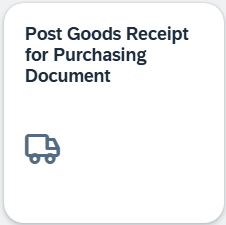 Post Goods Receipt
for Purchasing
Document